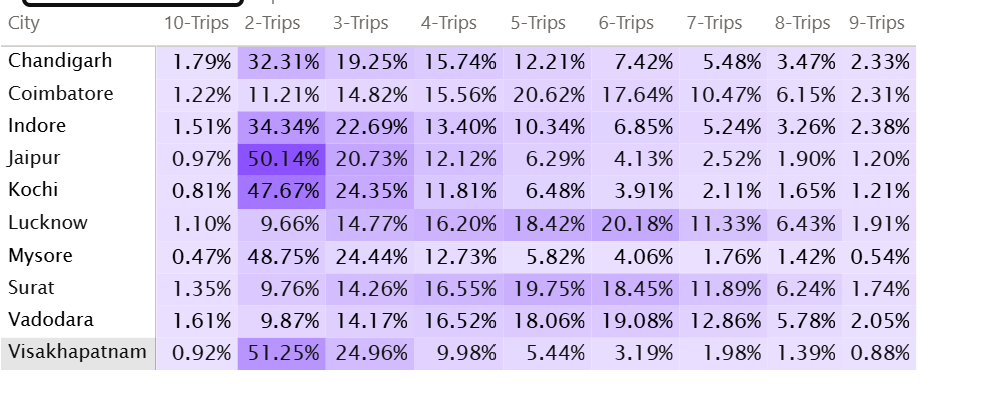 City 10-Trips 2-Trips 3-Trips 4-Trips 5-Trips 6-Trips 7-Trips 8-Trips 9-Trips
Chandigarh 1.79% 32.31% 19.25% 15.74% 12.21% 7.42% 5.48% 3.47% 2.33%
Coimbatore 1.22% 11.21% 14.82% 15.56% 20.62% 17.64% 10.47% 6.15% 2.31%
Indore 1.51% 34.34% 22.69% 13.40% 10.34% 6.85% 5.24% 3.26% 2.38%
Jaipur 0.97% 50.14% 20.73% 12.12% 6.29% 4.13% 2.52% 1.90% 1.20%
Kochi 0.81% 47.67% 24.35% 11.81% 6.48% 3.91% 2.11% 1.65% 1.21%
Lucknow 1.10% 9.66% 14.77% 16.20% 18.42% 20.18% 11.33% 6.43% 1.91%
Mysore 0.47% 48.75% 24.44% 12.73% 5.82% 4.06% 1.76% 1.42% 0.54%
Surat 1.35% 9.76% 14.26% 16.55% 19.75% 18.45% 11.89% 6.24% 1.74%
Vadodara 1.61% 9.87% 14.17% 16.52% 18.06% 19.08% 12.86% 5.78% 2.05%
Visakhapatnam 0.92% 51.25% 24.96% 9.98% 5.44% 3.19% 1.98% 1.39% 0.88%